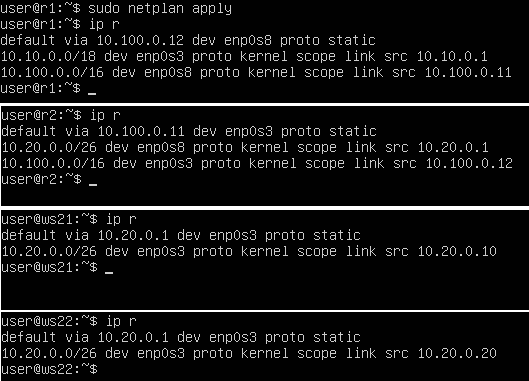 user@r1:~$ sudo netplan apply
user@r1:~$ ip r
default via 10.100.0.12 dev enp0s8 proto static
10.10.0.0/18 dev enp0s3 proto kernel scope link src 10.10.0.1
10.100.0.0/16 dev enp0s8 proto kernel scope link src 10.100.0.11
user@r1:~$ _
user@r2:~$ ip r
default via 10.100.0.11 dev enp0s3 proto static
10.20.0.0/26 dev enp0s8 proto kernel scope link src 10.20.0.1
10.100.0.0/16 dev enp0s3 proto kernel scope link src 10.100.0.12
user@r2:~$ _
user@ws21:~$ ip r
default via 10.20.0.1 dev enp0s3 proto static
10.20.0.0/26 dev enp0s3 proto kernel scope link src 10.20.0.10
user@ws21:~$ _
user@ws22:~$ ip r
default via 10.20.0.1 dev enp0s3 proto static
10.20.0.0/26 dev enp0s3 proto kernel scope link src 10.20.0.20
user@ws22:~$